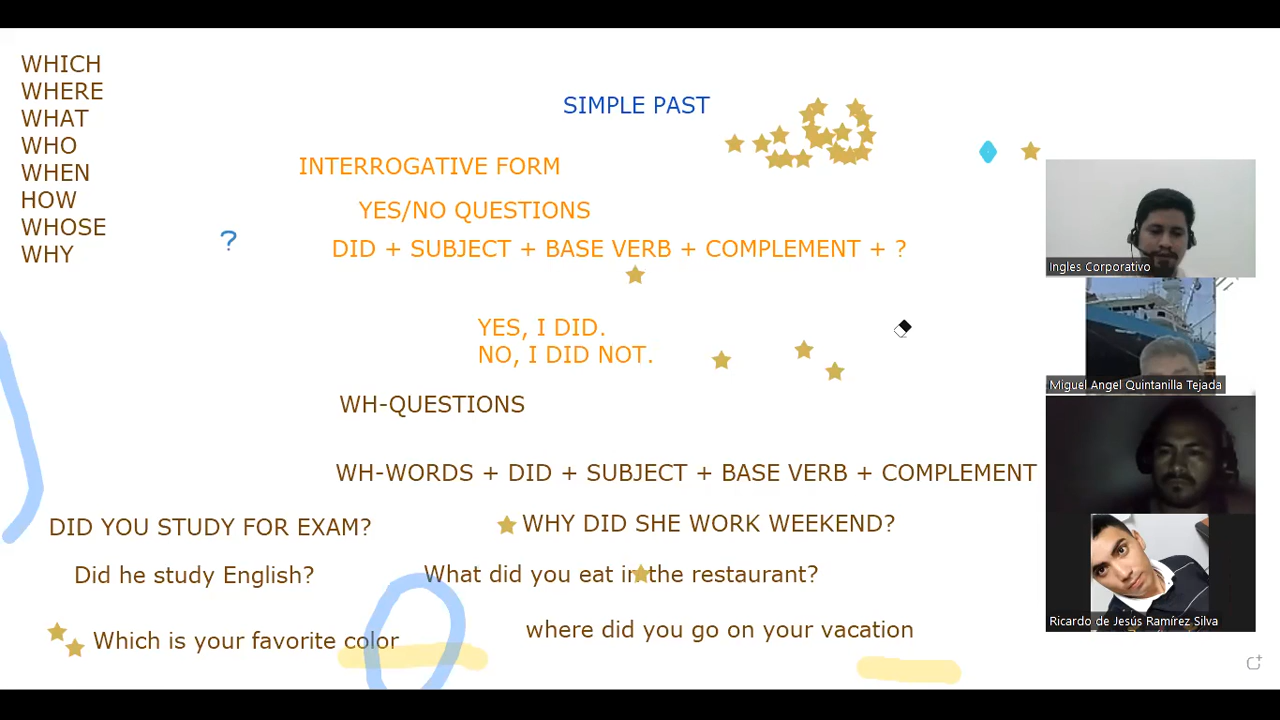 WHICH
WHERE
WHAT
WHO
WHEN
HOW
WHOSE
WHY
?
SIMPLE PAST
INTERROGATIVE FORM
YES/NO QUESTIONS
DID + SUBJECT + BASE VERB + COMPLEMENT + ?
YES, I DID.
NO, I DID NOT.
WH-QUESTIONS
WH-WORDS + DID + SUBJECT + BASE VERB + COMPLEMENT
DID YOU STUDY FOR EXAM?
WHY DID SHE WORK WEEKEND?
Did he study English?
What did you eat in the restaurant?
Which is your favorite color
where did you go on your vacation
Ingles Corporativo
Miguel Angel Quintanilla Tejada
Ricardo de Jesús Ramírez Silva